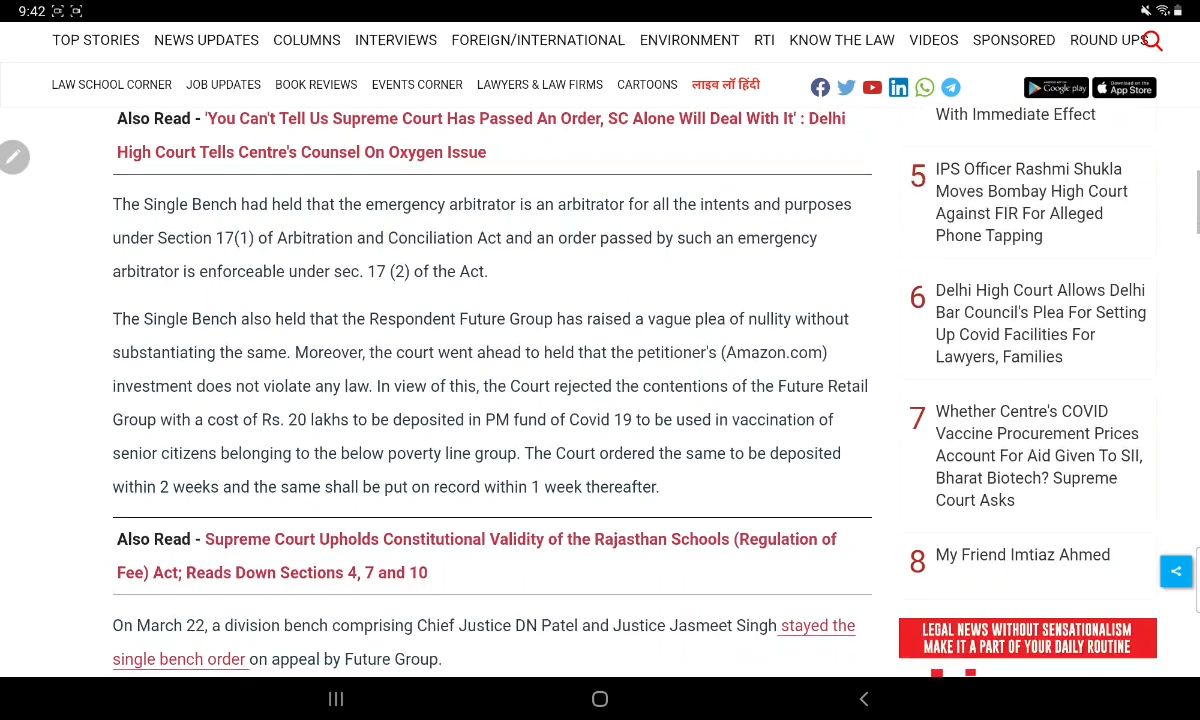 9:42
TOP STORIES NEWS UPDATES COLUMNS INTERVIEWS FOREIGN/INTERNATIONAL ENVIRONMENT RTI KNOW THE LAW VIDEOS SPONSORED ROUND UPS
LAW SCHOOL CORNER JOB UPDATES BOOK REVIEWS EVENTS CORNER LAWYERS & LAW FIRMS CARTOONS लाइव लॉ हिंदी
Google play
Download on the
App Store
Also Read - 'You Can't Tell Us Supreme Court Has Passed An Order, SC Alone Will Deal With It' : Delhi
High Court Tells Centre's Counsel On Oxygen Issue
The Single Bench had held that the emergency arbitrator is an arbitrator for all the intents and purposes
under Section 17(1) of Arbitration and Conciliation Act and an order passed by such an emergency
arbitrator is enforceable under sec. 17 (2) of the Act.
The Single Bench also held that the Respondent Future Group has raised a vague plea of nullity without
substantiating the same. Moreover, the court went ahead to held that the petitioner's (Amazon.com)
investment does not violate any law. In view of this, the Court rejected the contentions of the Future Retail
Group with a cost of Rs. 20 lakhs to be deposited in PM fund of Covid 19 to be used in vaccination of
senior citizens belonging to the below poverty line group. The Court ordered the same to be deposited
within 2 weeks and the same shall be put on record within 1 week thereafter.
Also Read - Supreme Court Upholds Constitutional Validity of the Rajasthan Schools (Regulation of
Fee) Act; Reads Down Sections 4, 7 and 10
On March 22, a division bench comprising Chief Justice DN Patel and Justice Jasmeet Singh stayed the
single bench order on appeal by Future Group.
With Immediate Effect
5 IPS Officer Rashmi Shukla
Moves Bombay High Court
Against FIR For Alleged
Phone Tapping
6 Delhi High Court Allows Delhi
Bar Council's Plea For Setting
Up Covid Facilities For
Lawyers, Families
7 Whether Centre's COVID
Vaccine Procurement Prices
Account For Aid Given To SII,
Bharat Biotech? Supreme
Court Asks
8 My Friend Imtiaz Ahmed
LEGAL NEWS WITHOUT SENSATIONALISM
MAKE IT A PART OF YOUR DAILY ROUTINE